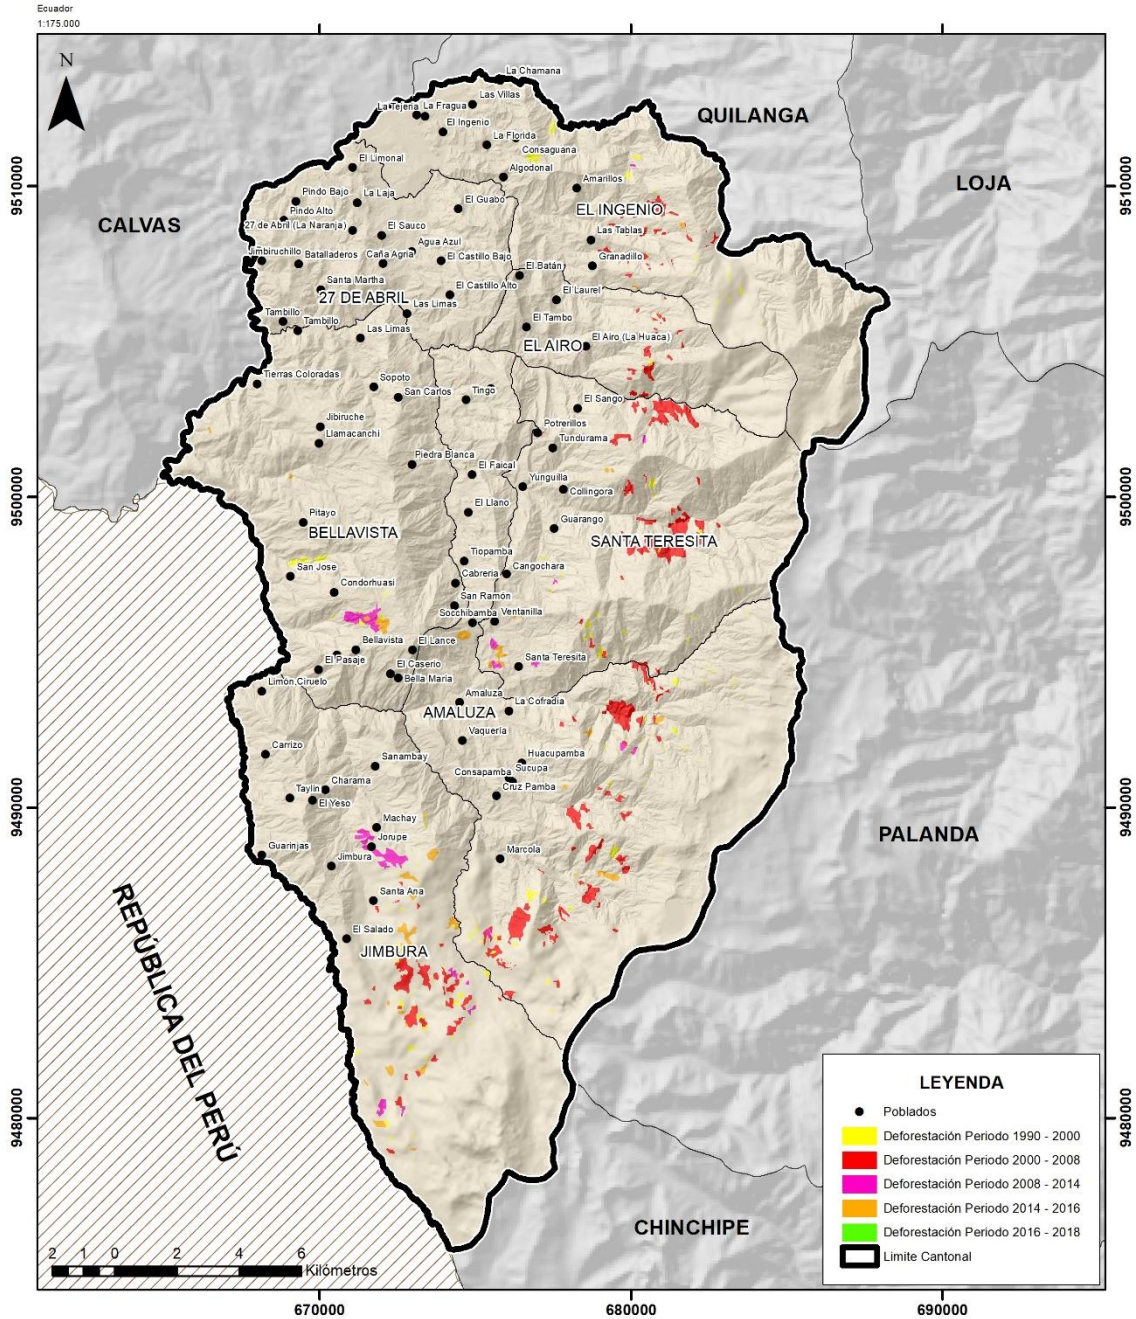 Ecuador
1:175.000
N
La Chamana
Las Villas
La Tejeria
La Fragua
El Ingenio
QUILANGA
La Florida
Consaguana
El Limonal
Algodonal
Amarillos
LOJA
Pindo Bajo
La Laja
El Guabo
EL INGENIO
CALVAS
Pindo Alto
27 de Abril (La Naranja)
El Sauco
Las Tablas
Jimbiruchillo
Batalladeros
Caña Agria
Agua Azul
El Castillo Bajo
El Batán
Granadillo
Santa Martha
27 DE ABRIL
El Castillo Alto
El Laurel
Las Limas
Tambillo
Tambillo
Las Limas
El Tambo
EL AIRO
El Airo (La Huaca)
Tierras Coloradas
Sopoto
San Carlos
Tingo
El Sango
Jibiruche
Llamacanchi
Potrerillos
Tundurama
Piedra Blanca
El Faical
Yunguilla
Collingora
Pitayo
BELLAVISTA
El Llano
Guarango
SANTA TERESITA
San Jose
Condorhuasi
Tiopamba
Cabreria
Cangochara
San Ramón
Socchibamba
Ventanilla
Bellavista
El Lance
El Pasaje
El Caserio
Bella Maria
Santa Teresita
Limón Ciruelo
Amaluza
AMALUZA
La Cofradia
Vaquería
Carrizo
Sanambay
Huacupamba
Sucupa
Consapamba
Cruz Pamba
Taylin
Charama
El Yeso
Machay
Jorupe
Guarinjas
Jimbura
Marcola
PALANDA
Santa Ana
El Salado
JIMBURA
REPÚBLICA DEL PERÚ
CHINCHIPE
9510000
9500000
9490000
9480000
9510000
9500000
9490000
9480000
LEYENDA
Poblados
Deforestación Periodo 1990 - 2000
Deforestación Periodo 2000 - 2008
Deforestación Periodo 2008 - 2014
Deforestación Periodo 2014 - 2016
Deforestación Periodo 2016 - 2018
Limite Cantonal
2 1 0 2 4 6
Kilómetros
670000
680000
690000